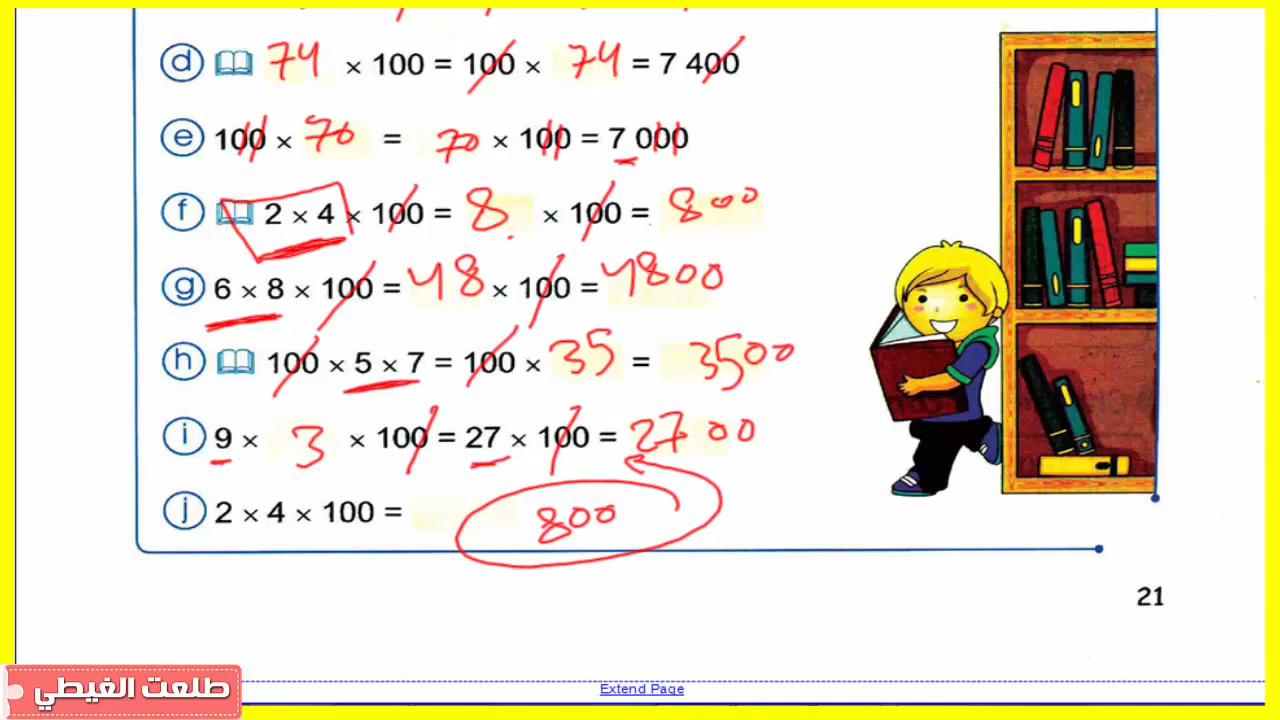 d 74 × 100 = 100 × 74 = 7 400
e 100 × 70 = 70 × 100 = 7 000
f 2 × 4 × 100 = 8 × 100 = 800
g 6 × 8 × 100 = 48 × 100 = 4800
h 100 × 5 × 7 = 100 × 35 = 3500
i 9 × 3 × 100 = 27 × 100 = 2700
j 2 × 4 × 100 = 800
21
طلعت الغيطي
Extend Page